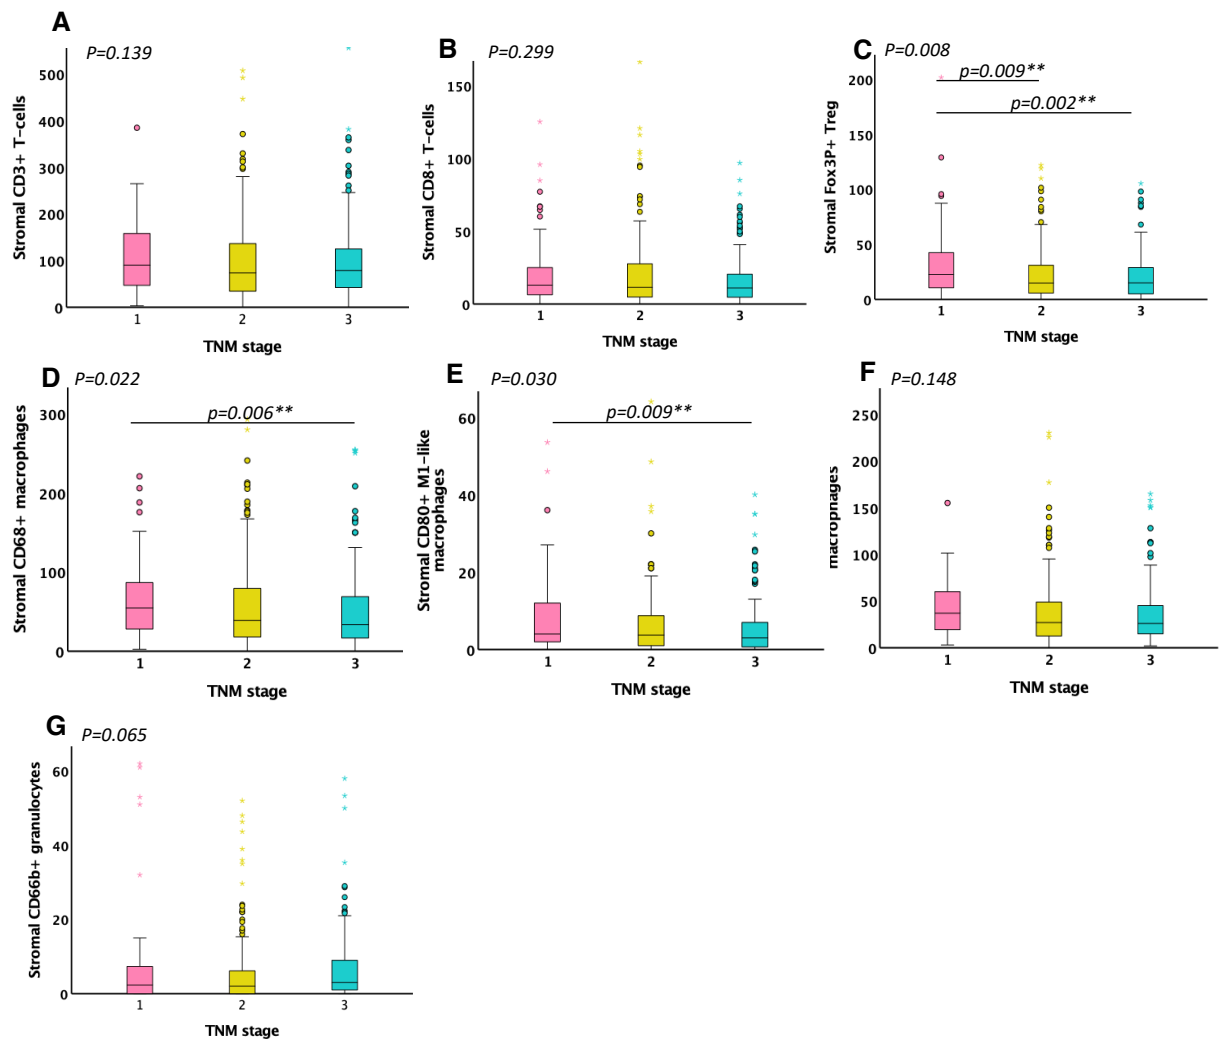 A
P=0.139
Stromal CD3+ T-cells
500
400
300
200
100
0
1 2 3
TNM stage
B
P=0.299
Stromal CD8+ T-cells
150
100
50
0
1 2 3
TNM stage
C
P=0.008
p=0.009**
p=0.002**
Stromal Fox3P+ Treg
200
150
100
50
0
1 2 3
TNM stage
D
P=0.022
p=0.006**
Stromal CD68+ macrophages
300
200
100
0
1 2 3
TNM stage
E
P=0.030
p=0.009**
Stromal CD80+ M1-like
macrophages
60
40
20
0
1 2 3
TNM stage
F
P=0.148
macrophages
250
200
150
100
50
0
1 2 3
TNM stage
G
P=0.065
Stromal CD66b+ granulocytes
60
40
20
0
1 2 3
TNM stage